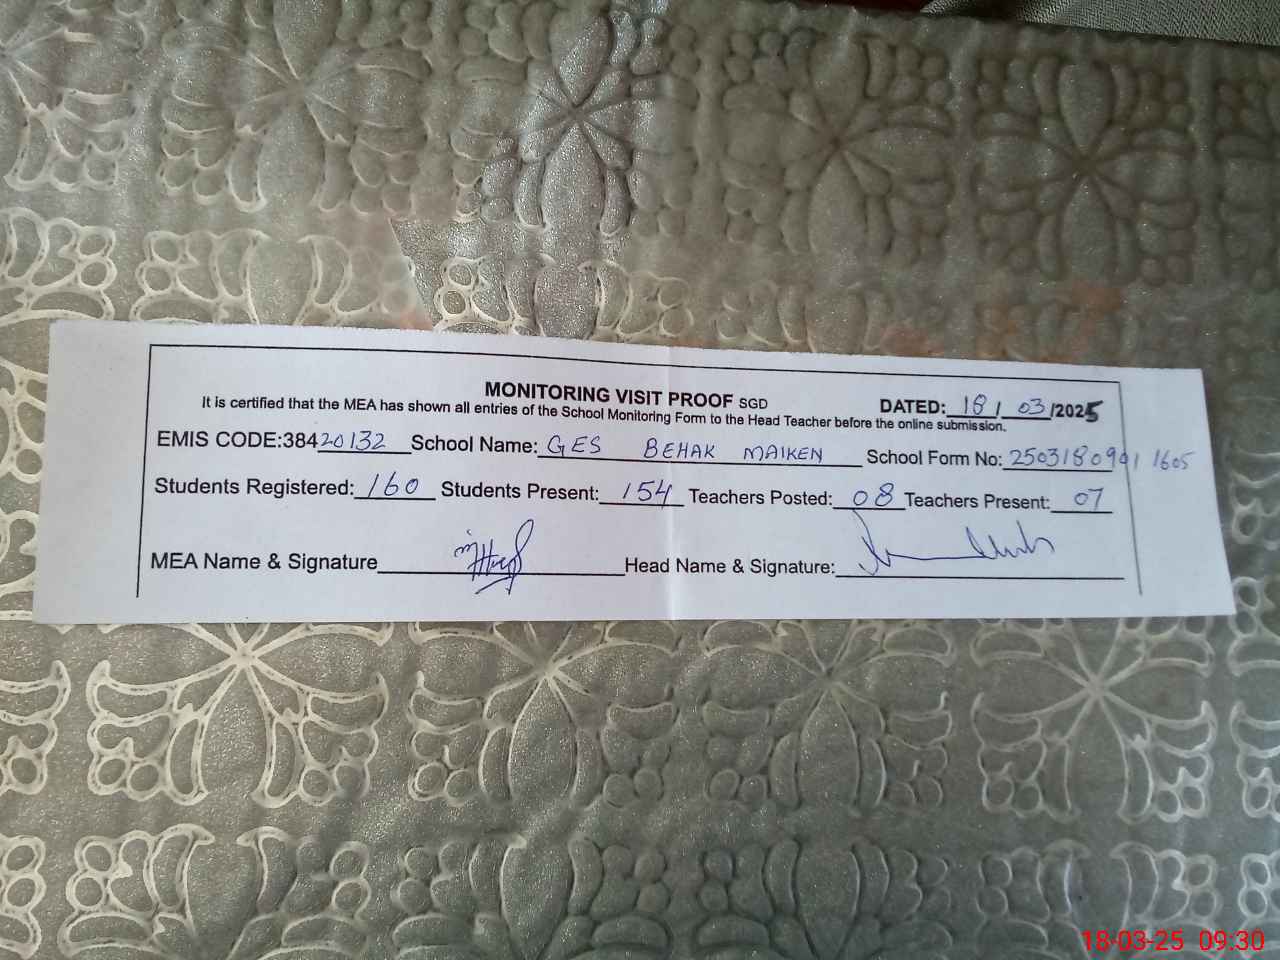 MONITORING VISIT PROOF SGD
DATED: 18/03/2025
It is certified that the MEA has shown all entries of the School Monitoring Form to the Head Teacher before the online submission.
EMIS CODE:38420132 School Name: GES BEHAK MAIKEN School Form No: 2503180901 1605
Students Registered: 160 Students Present: 154 Teachers Posted: 08 Teachers Present: 07
MEA Name & Signature Head Name & Signature:
18-03-25 09:30